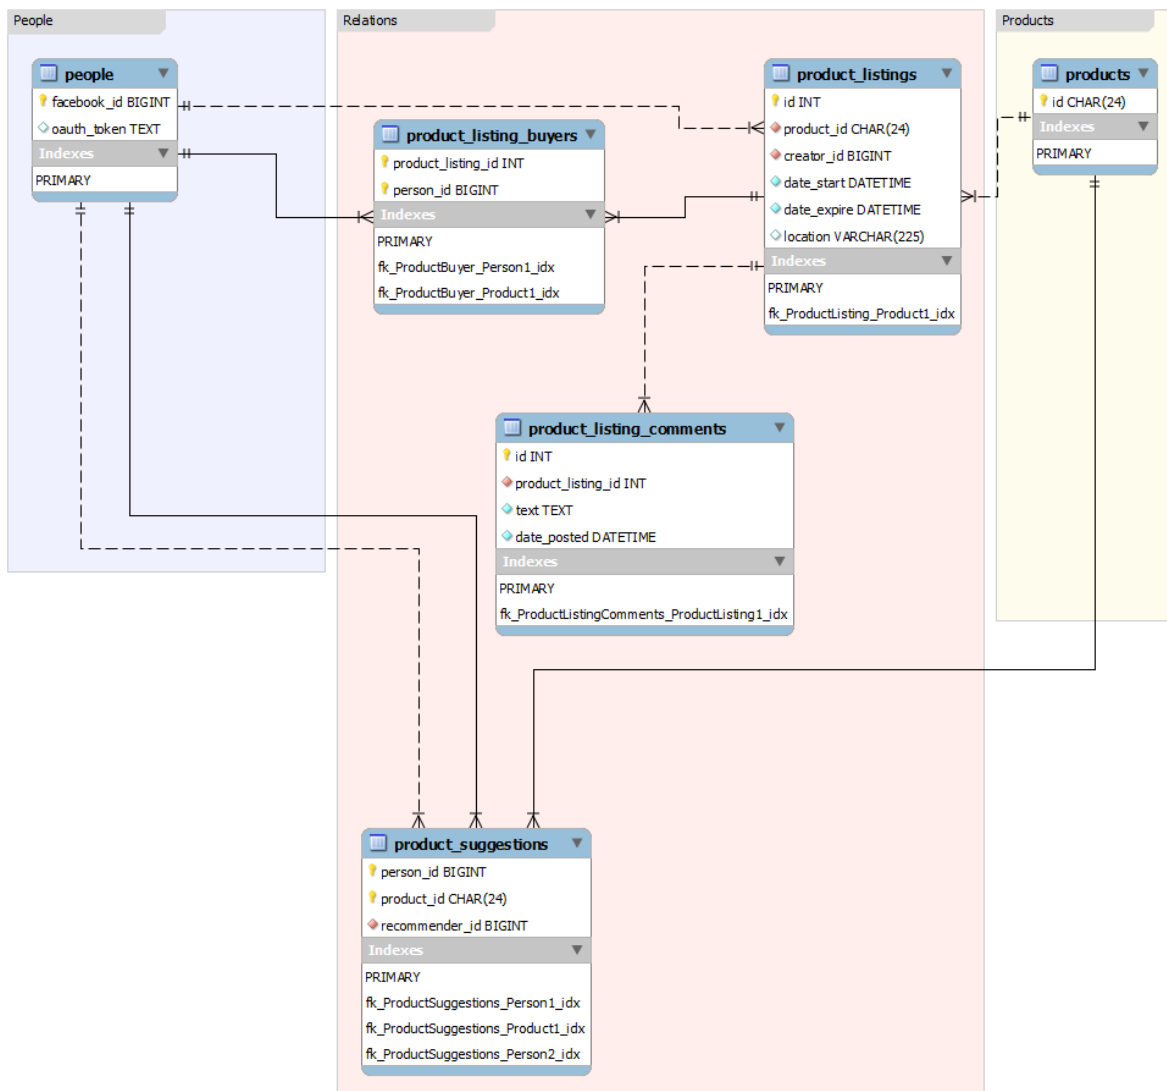 People
Relations
Products
people
facebook_id BIGINT
oauth_token TEXT
Indexes
PRIMARY
product_listing_buyers
product_listing_id INT
person_id BIGINT
Indexes
PRIMARY
fk_ProductBuyer_Person1_idx
fk_ProductBuyer_Product1_idx
product_listings
id INT
product_id CHAR(24)
creator_id BIGINT
date_start DATETIME
date_expire DATETIME
location VARCHAR(225)
Indexes
PRIMARY
fk_ProductListing_Product1_idx
products
id CHAR(24)
Indexes
PRIMARY
product_listing_comments
id INT
product_listing_id INT
text TEXT
date_posted DATETIME
Indexes
PRIMARY
fk_ProductListingComments_ProductListing1_idx
product_suggestions
person_id BIGINT
product_id CHAR(24)
recommender_id BIGINT
Indexes
PRIMARY
fk_ProductSuggestions_Person1_idx
fk_ProductSuggestions_Product1_idx
fk_ProductSuggestions_Person2_idx